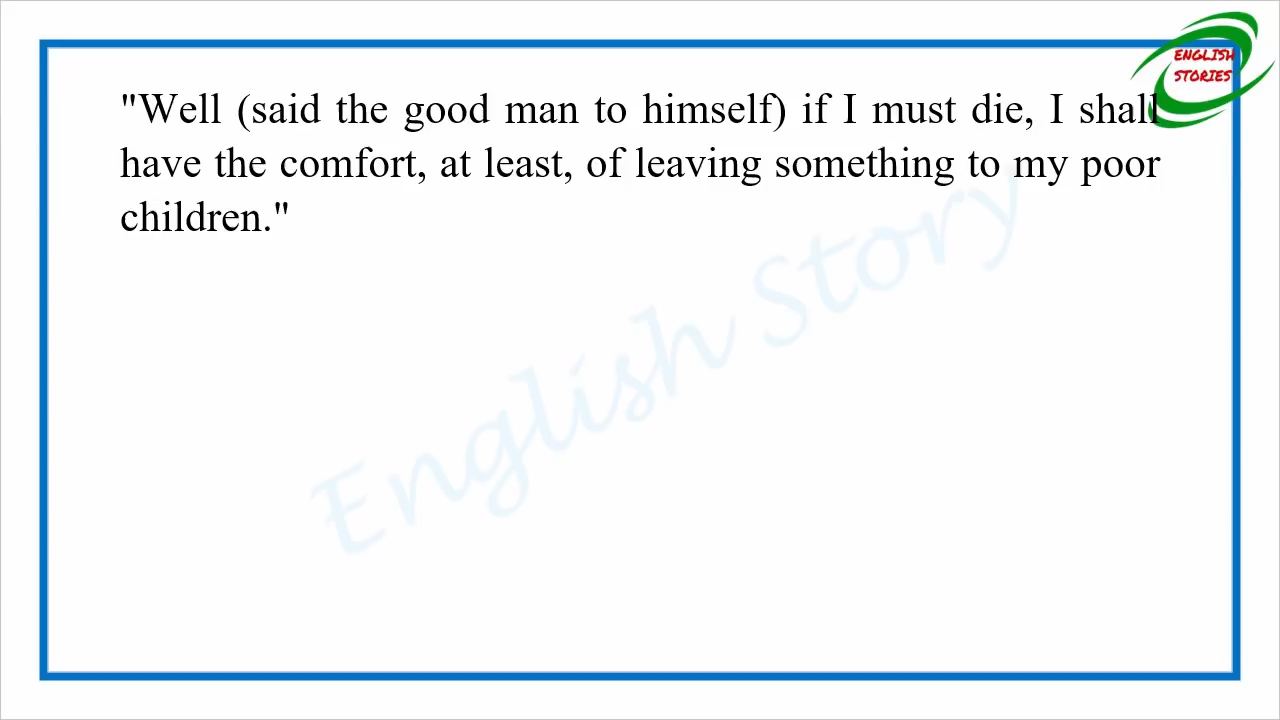 ENGLISH
STORIES
"Well (said the good man to himself) if I must die, I shall
have the comfort, at least, of leaving something to my poor
children."
English Story